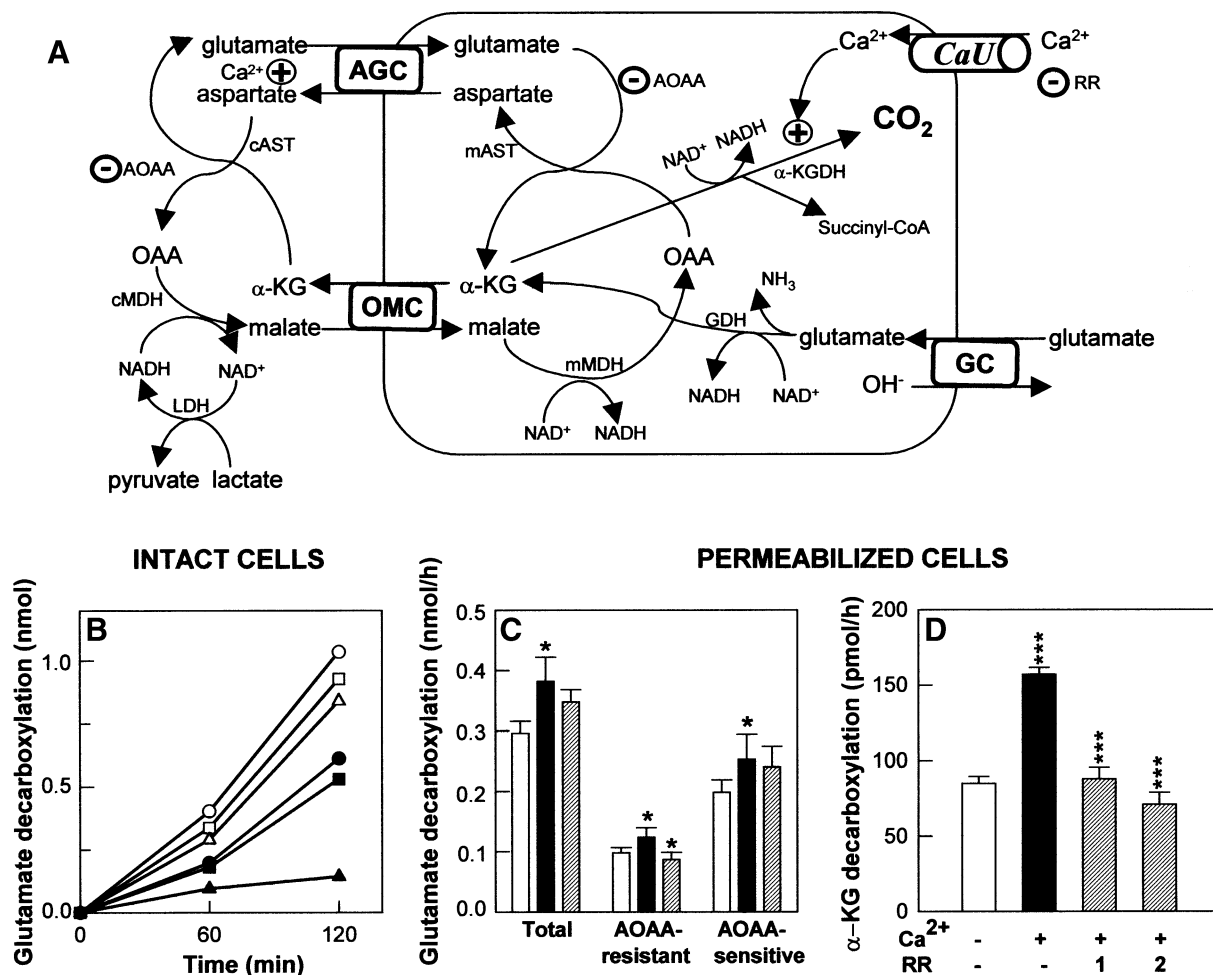 A
glutamate
AGC
glutamate
Ca²⁺ +
aspartate
aspartate
- AOAA
Ca²⁺
CaU
Ca²⁺
- RR
+
CO₂
NAD⁺ NADH
α-KGDH
Succinyl-CoA
cAST
mAST
- AOAA
OAA
OAA
α-KG
OMC
α-KG
cMDH
malate
malate
NH₃
GDH
glutamate
glutamate
GC
OH⁻
mMDH
NADH
NAD⁺
NADH
NAD⁺
NAD⁺
NADH
LDH
pyruvate lactate
INTACT CELLS
PERMEABILIZED CELLS
B
Glutamate decarboxylation (nmol)
1.0
0.5
0.0
0
60
120
Time (min)
C
Glutamate decarboxylation (nmol/h)
0.5
0.4
0.3
0.2
0.1
0.0
*
*
*
*
Total
AOAA-resistant
AOAA-sensitive
D
α–KG decarboxylation (pmol/h)
200
150
100
50
0
***
***
***
Ca²⁺ - + + +
RR - - 1 2